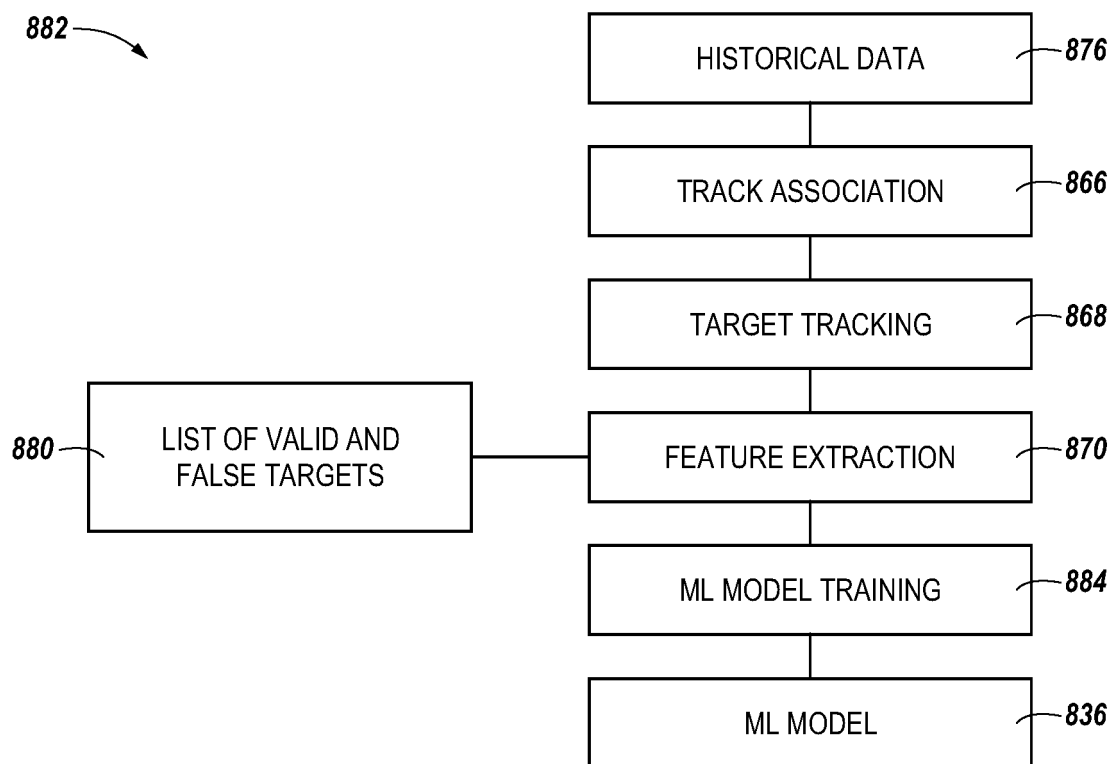 882
HISTORICAL DATA
876
TRACK ASSOCIATION
866
TARGET TRACKING
868
880
LIST OF VALID AND
FALSE TARGETS
FEATURE EXTRACTION
870
ML MODEL TRAINING
884
ML MODEL
836